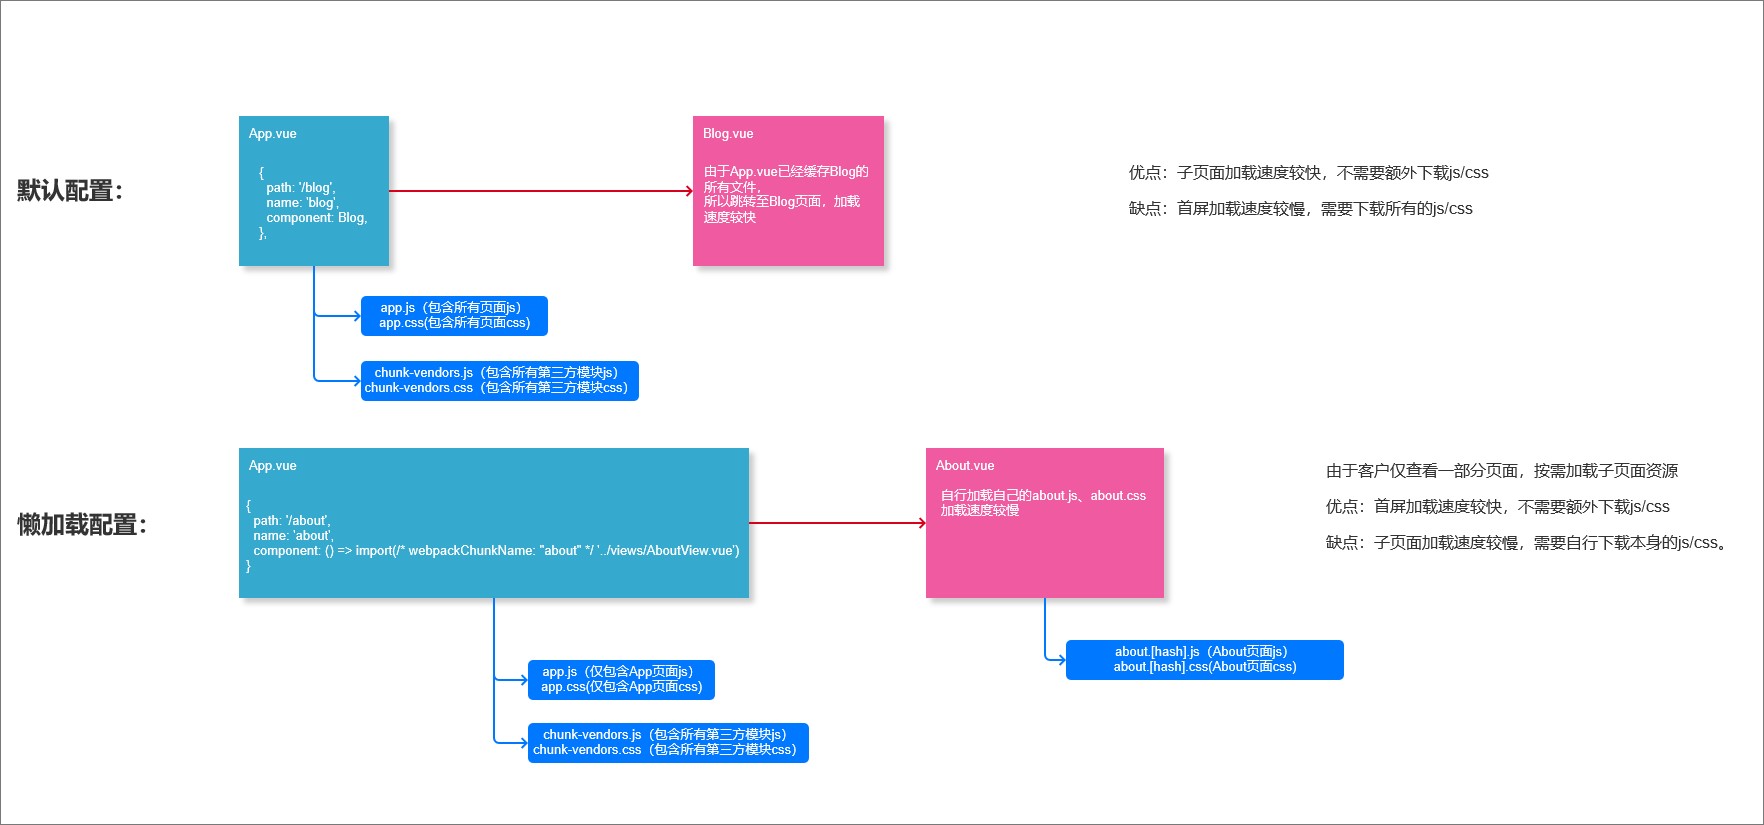 默认配置：
App.vue
{
path: '/blog',
name: 'blog',
component: Blog,
},
Blog.vue
由于App.vue已经缓存Blog的
所有文件，
所以跳转至Blog页面，加载
速度较快
优点：子页面加载速度较快，不需要额外下载js/css
缺点：首屏加载速度较慢，需要下载所有的js/css
app.js（包含所有页面js）
app.css(包含所有页面css)
chunk-vendors.js（包含所有第三方模块js）
chunk-vendors.css（包含所有第三方模块css）
懒加载配置：
App.vue
{
path: '/about',
name: 'about',
component: () => import(/* webpackChunkName: "about" */ '../views/AboutView.vue')
}
About.vue
自行加载自己的about.js、about.css
加载速度较慢
由于客户仅查看一部分页面，按需加载子页面资源
优点：首屏加载速度较快，不需要额外下载js/css
缺点：子页面加载速度较慢，需要自行下载本身的js/css。
app.js（仅包含App页面js）
app.css(仅包含App页面css)
chunk-vendors.js（包含所有第三方模块js）
chunk-vendors.css（包含所有第三方模块css）
about.[hash].js（About页面js）
about.[hash].css(About页面css)